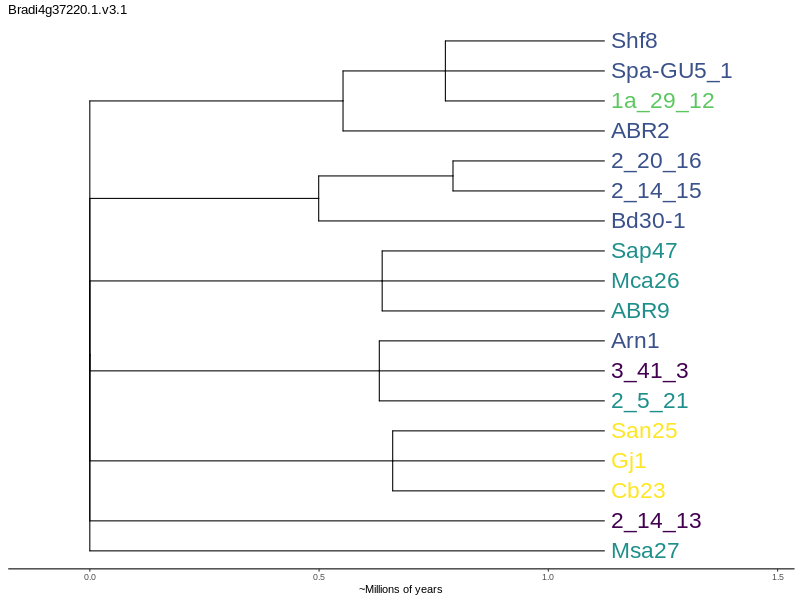 Bradi4g37220.1.v3.1
Shf8
Spa-GU5_1
1a_29_12
ABR2
2_20_16
2_14_15
Bd30-1
Sap47
Mca26
ABR9
Arn1
3_41_3
2_5_21
San25
Gj1
Cb23
2_14_13
Msa27
0.0 0.5 1.0 1.5
~Millions of years